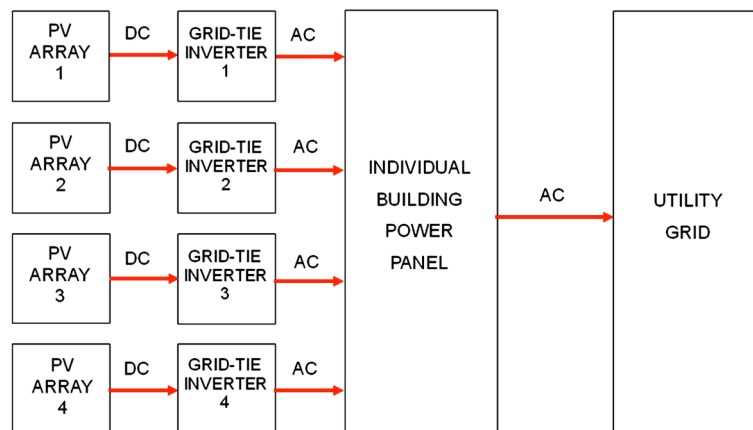 PV
ARRAY
1
DC
GRID-TIE
INVERTER
1
AC
PV
ARRAY
2
DC
GRID-TIE
INVERTER
2
AC
PV
ARRAY
3
DC
GRID-TIE
INVERTER
3
AC
PV
ARRAY
4
DC
GRID-TIE
INVERTER
4
AC
INDIVIDUAL
BUILDING
POWER
PANEL
AC
UTILITY
GRID